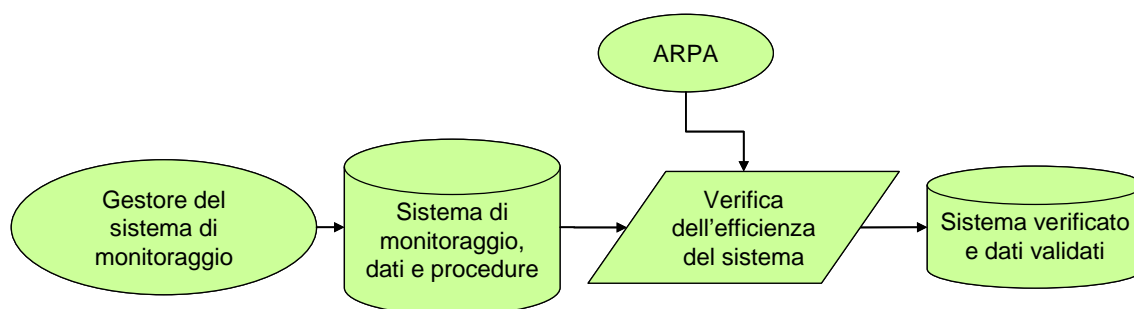 ARPA
Gestore del
sistema di
monitoraggio
Sistema di
monitoraggio,
dati e procedure
Verifica
dell’efficienza
del sistema
Sistema verificato
e dati validati